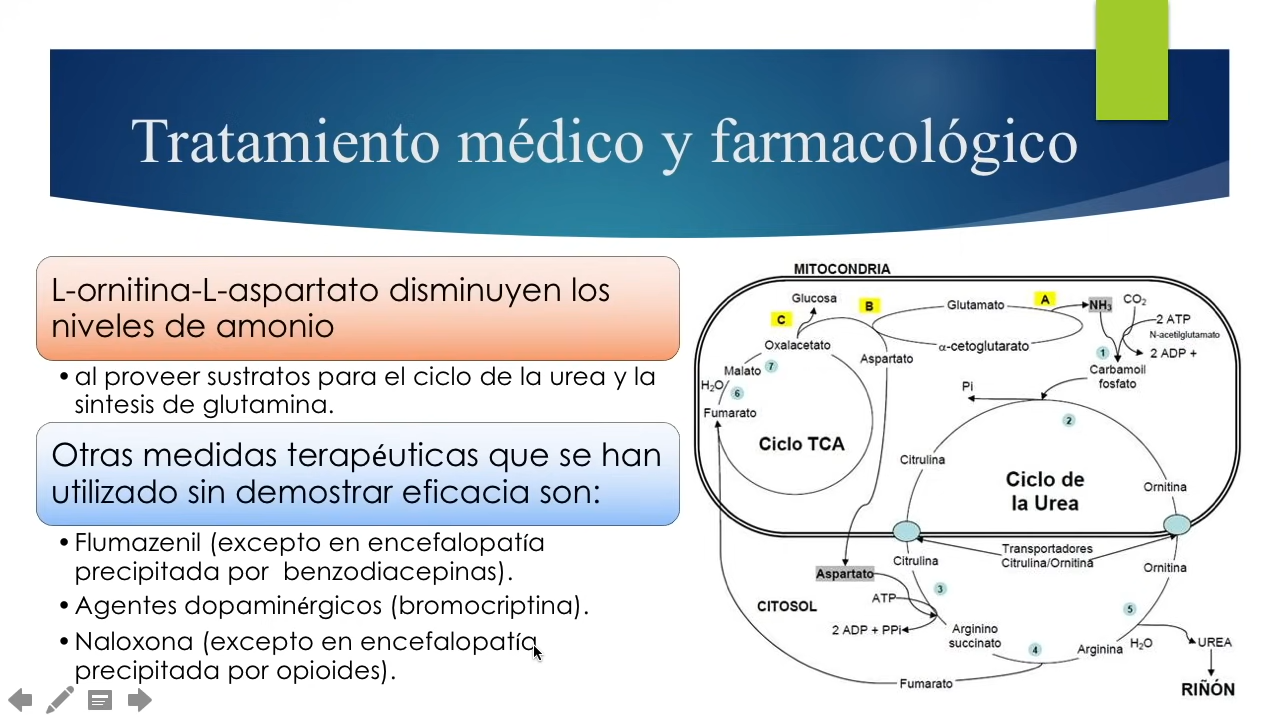 Tratamiento médico y farmacológico
L-ornitina-L-aspartato disminuyen los
niveles de amonio
• al proveer sustratos para el ciclo de la urea y la
sintesis de glutamina.
Otras medidas terapéuticas que se han
utilizado sin demostrar eficacia son:
• Flumazenil (excepto en encefalopatía
precipitada por benzodiacepinas).
• Agentes dopaminérgicos (bromocriptina).
• Naloxona (excepto en encefalopatía
precipitada por opioides).
MITOCONDRIA
Glucosa
B
Glutamato
A
NH₃
CO₂
C
2 ATP
N-acetilglutamato
Oxalacetato
α-cetoglutarato
1
2 ADP +
Aspartato
Malato
7
Carbamoil
fosfato
H₂O
6
Pi
Fumarato
2
Ciclo TCA
Citrulina
Ciclo de
la Urea
Ornitina
Transportadores
Citrulina/Ornitina
Citrulina
Ornitina
Aspartato
3
ATP
CITOSOL
5
2 ADP + PPi
Arginino
succinato
4
Arginina
H₂O
UREA
Fumarato
RIÑÓN